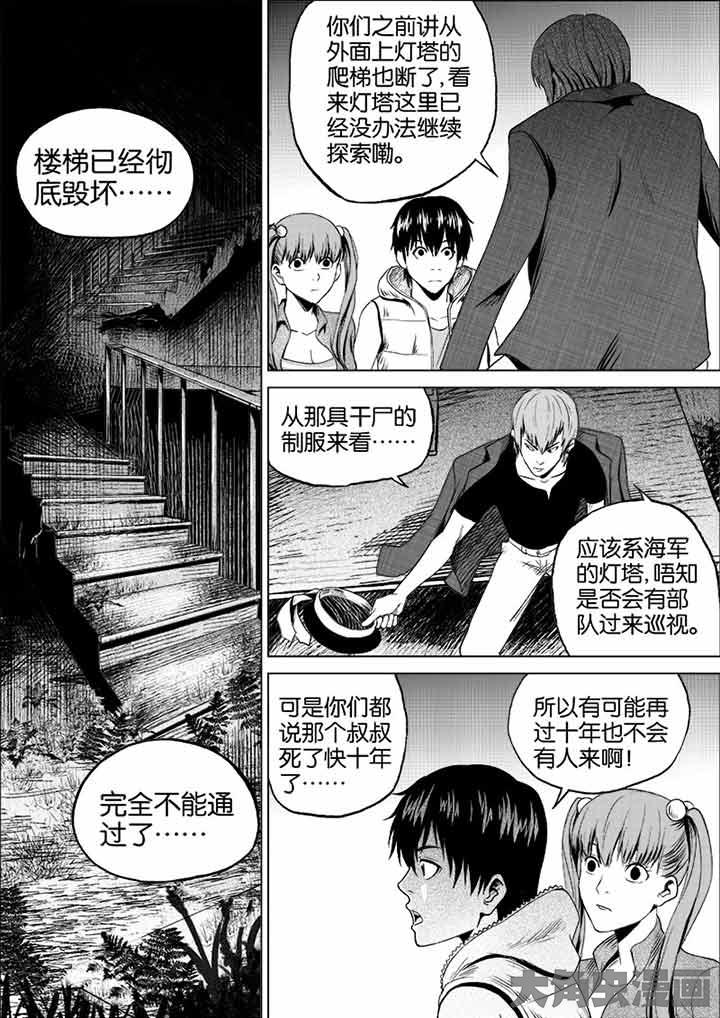 楼梯已经彻
底毁坏……
完全不能通
过了……
你们之前讲从
外面上灯塔的
爬梯也断了，看
来灯塔这里已
经没办法继续
探索嘞。
从那具干尸的
制服来看……
应该系海军
的灯塔，唔知
是否会有部
队过来巡视。
可是你们都
说那个叔叔
死了快十年
了……
所以有可能再
过十年也不会
有人来啊！
大角虫漫画